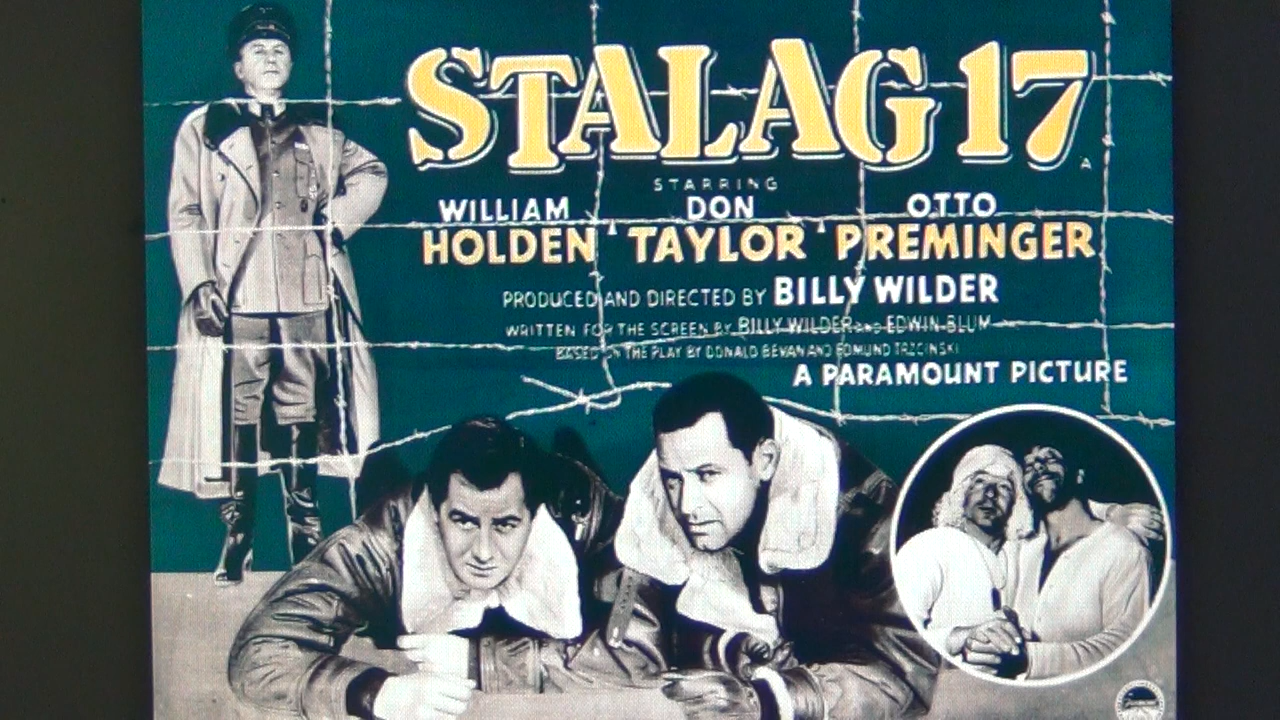 STALAG 17
STARRING
WILLIAM HOLDEN · DON TAYLOR · OTTO PREMINGER
PRODUCED AND DIRECTED BY BILLY WILDER
WRITTEN FOR THE SCREEN BY BILLY WILDER AND EDWIN BLUM
BASED ON THE PLAY BY DONALD BEVAN AND EDMUND TRZCINSKI
A PARAMOUNT PICTURE